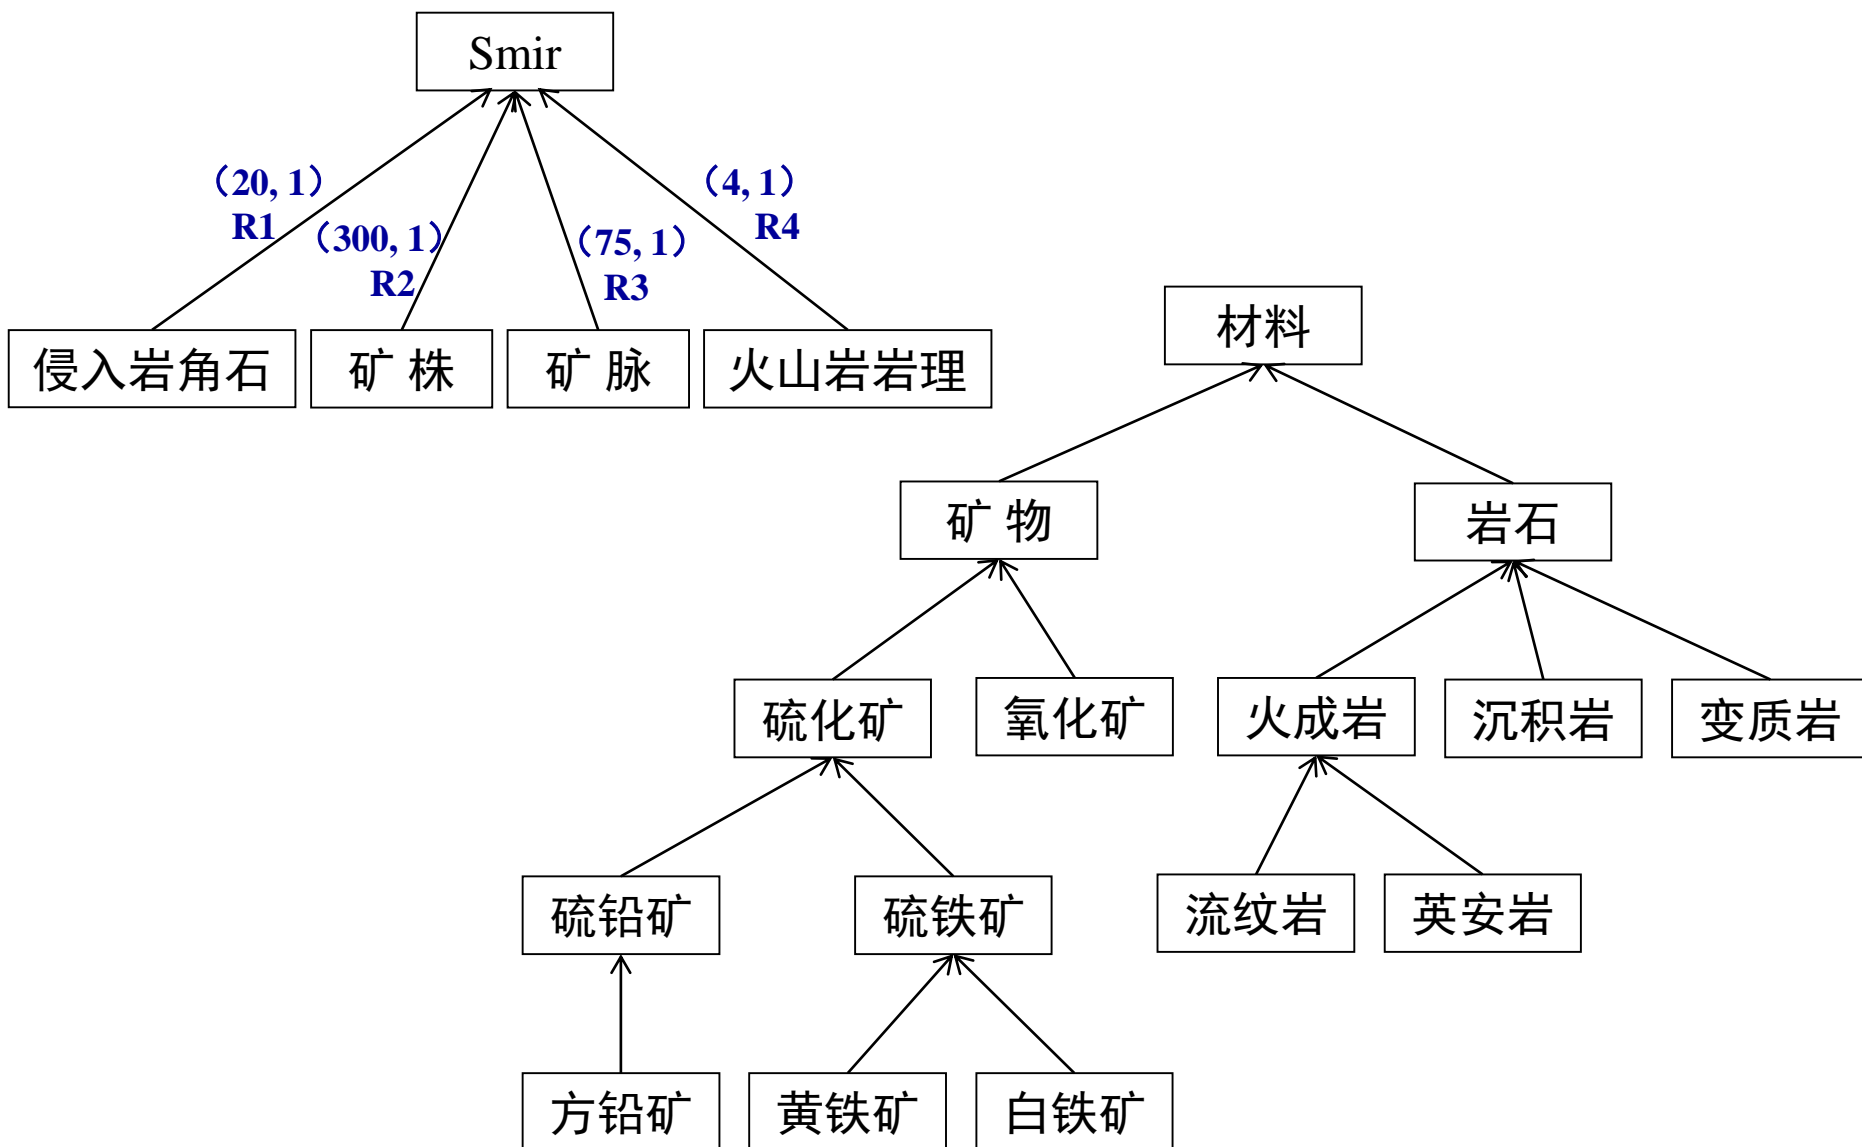 Smir
（20, 1）
R1
（300, 1）
R2
（75, 1）
R3
（4, 1）
R4
侵入岩角石
矿 株
矿 脉
火山岩岩理
材料
矿 物
岩石
硫化矿
氧化矿
火成岩
沉积岩
变质岩
硫铅矿
硫铁矿
流纹岩
英安岩
方铅矿
黄铁矿
白铁矿